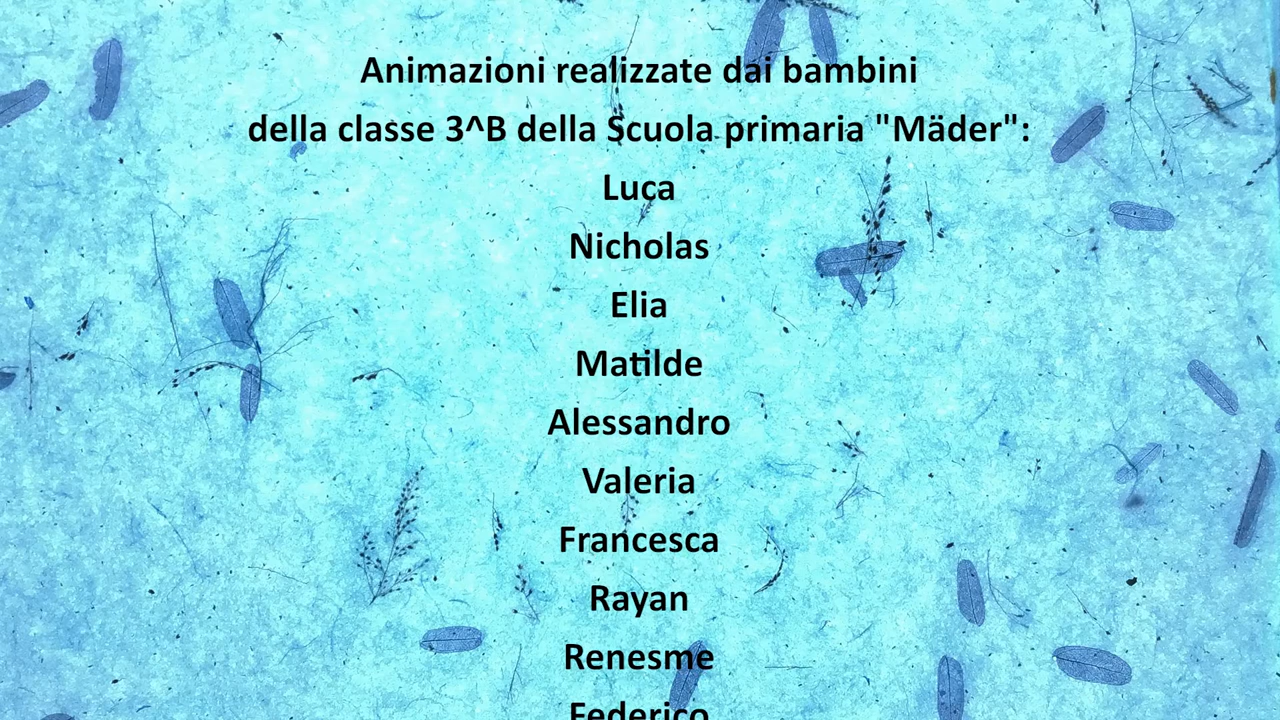 Animazioni realizzate dai bambini
della classe 3^B della Scuola primaria "Mäder":
Luca
Nicholas
Elia
Matilde
Alessandro
Valeria
Francesca
Rayan
Renesme
Federico